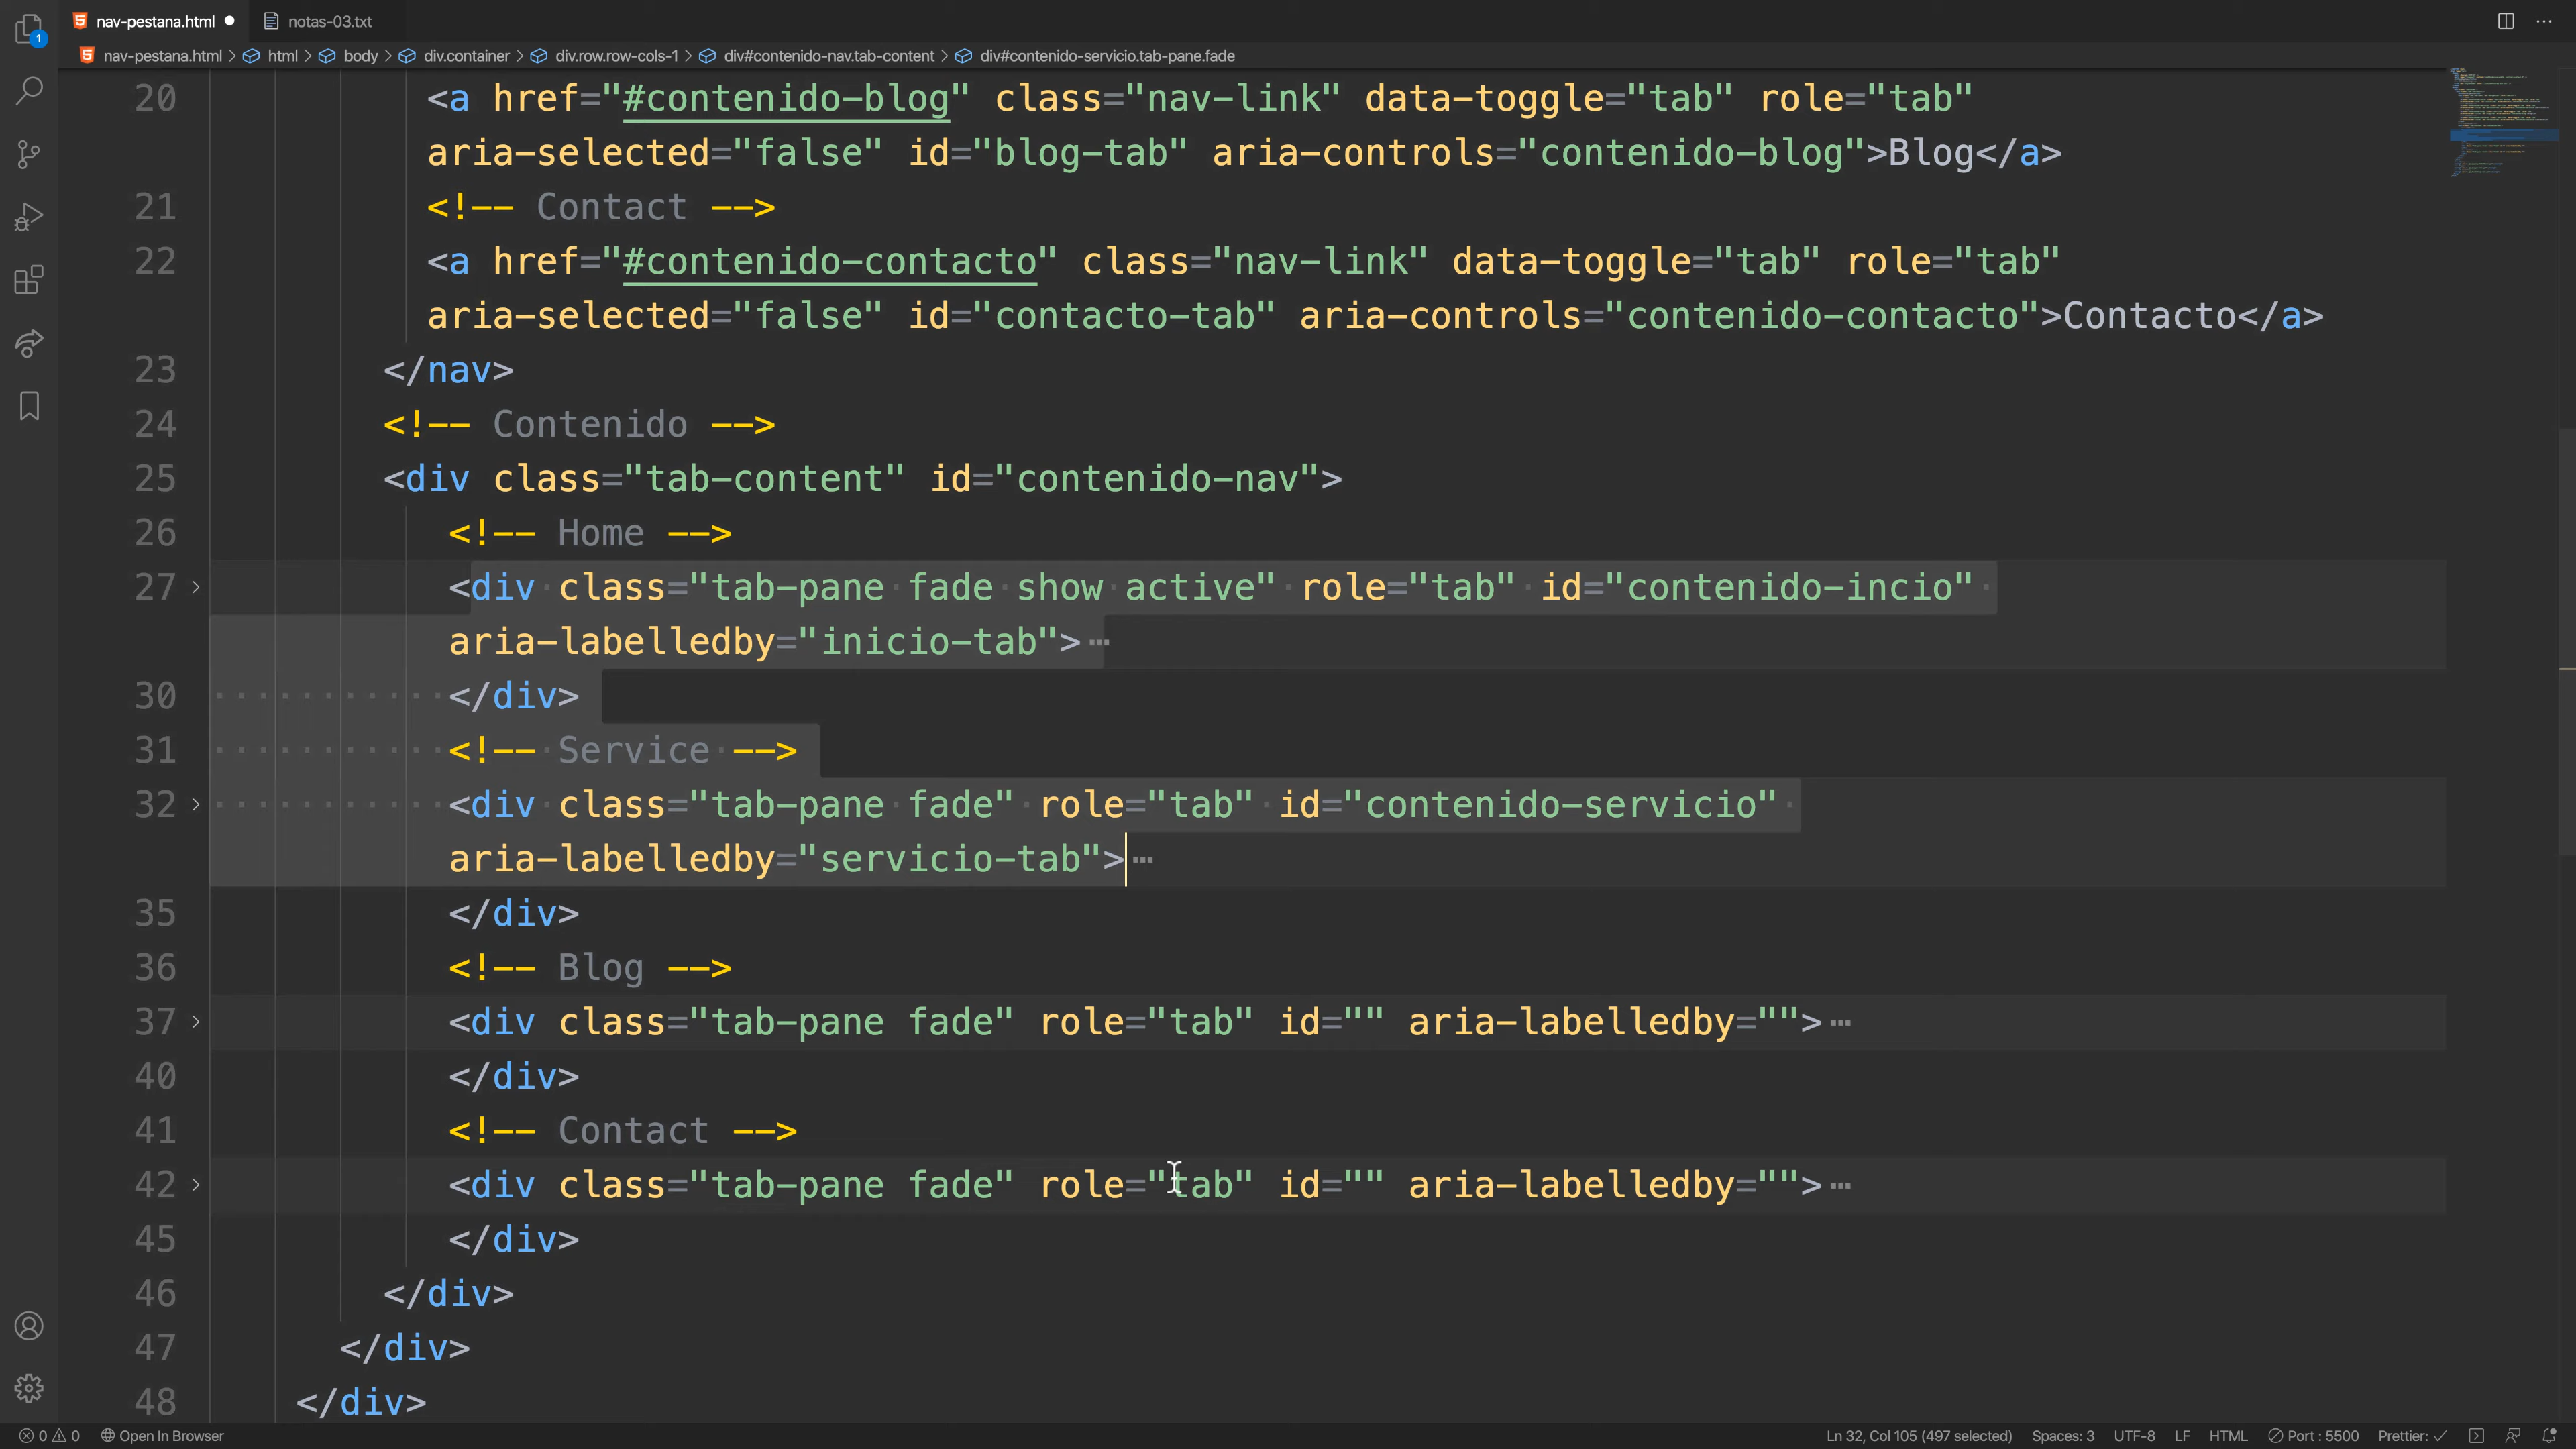 nav-pestana.html ● notas-03.txt
1
nav-pestana.html > html > body > div.container > div.row.row-cols-1 > div#contenido-nav.tab-content > div#contenido-servicio.tab-pane.fade
20 <a href="#contenido-blog" class="nav-link" data-toggle="tab" role="tab"
aria-selected="false" id="blog-tab" aria-controls="contenido-blog">Blog</a>
21 <!-- Contact -->
22 <a href="#contenido-contacto" class="nav-link" data-toggle="tab" role="tab"
aria-selected="false" id="contacto-tab" aria-controls="contenido-contacto">Contacto</a>
23 </nav>
24 <!-- Contenido -->
25 <div class="tab-content" id="contenido-nav">
26 <!-- Home -->
27 <div class="tab-pane fade show active" role="tab" id="contenido-incio"
aria-labelledby="inicio-tab">
30 </div>
31 <!-- Service -->
32 <div class="tab-pane fade" role="tab" id="contenido-servicio"
aria-labelledby="servicio-tab">
35 </div>
36 <!-- Blog -->
37 <div class="tab-pane fade" role="tab" id="" aria-labelledby="">
40 </div>
41 <!-- Contact -->
42 <div class="tab-pane fade" role="tab" id="" aria-labelledby="">
45 </div>
46 </div>
47 </div>
48 </div>
0 0 Open In Browser Ln 32, Col 105 (497 selected) Spaces: 3 UTF-8 LF HTML Port : 5500 Prettier: ✓